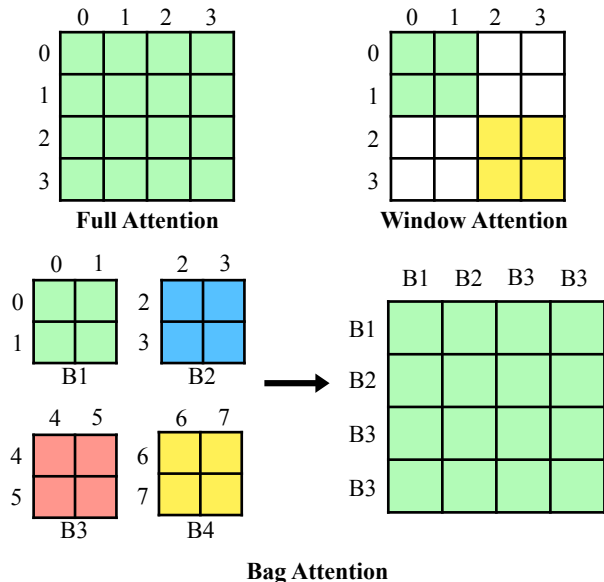 0 1 2 3
0
1
2
3
Full Attention
0 1 2 3
0
1
2
3
Window Attention
0 1
0
1
B1
2 3
2
3
B2
4 5
4
5
B3
6 7
6
7
B4
B1 B2 B3 B3
B1
B2
B3
B3
Bag Attention